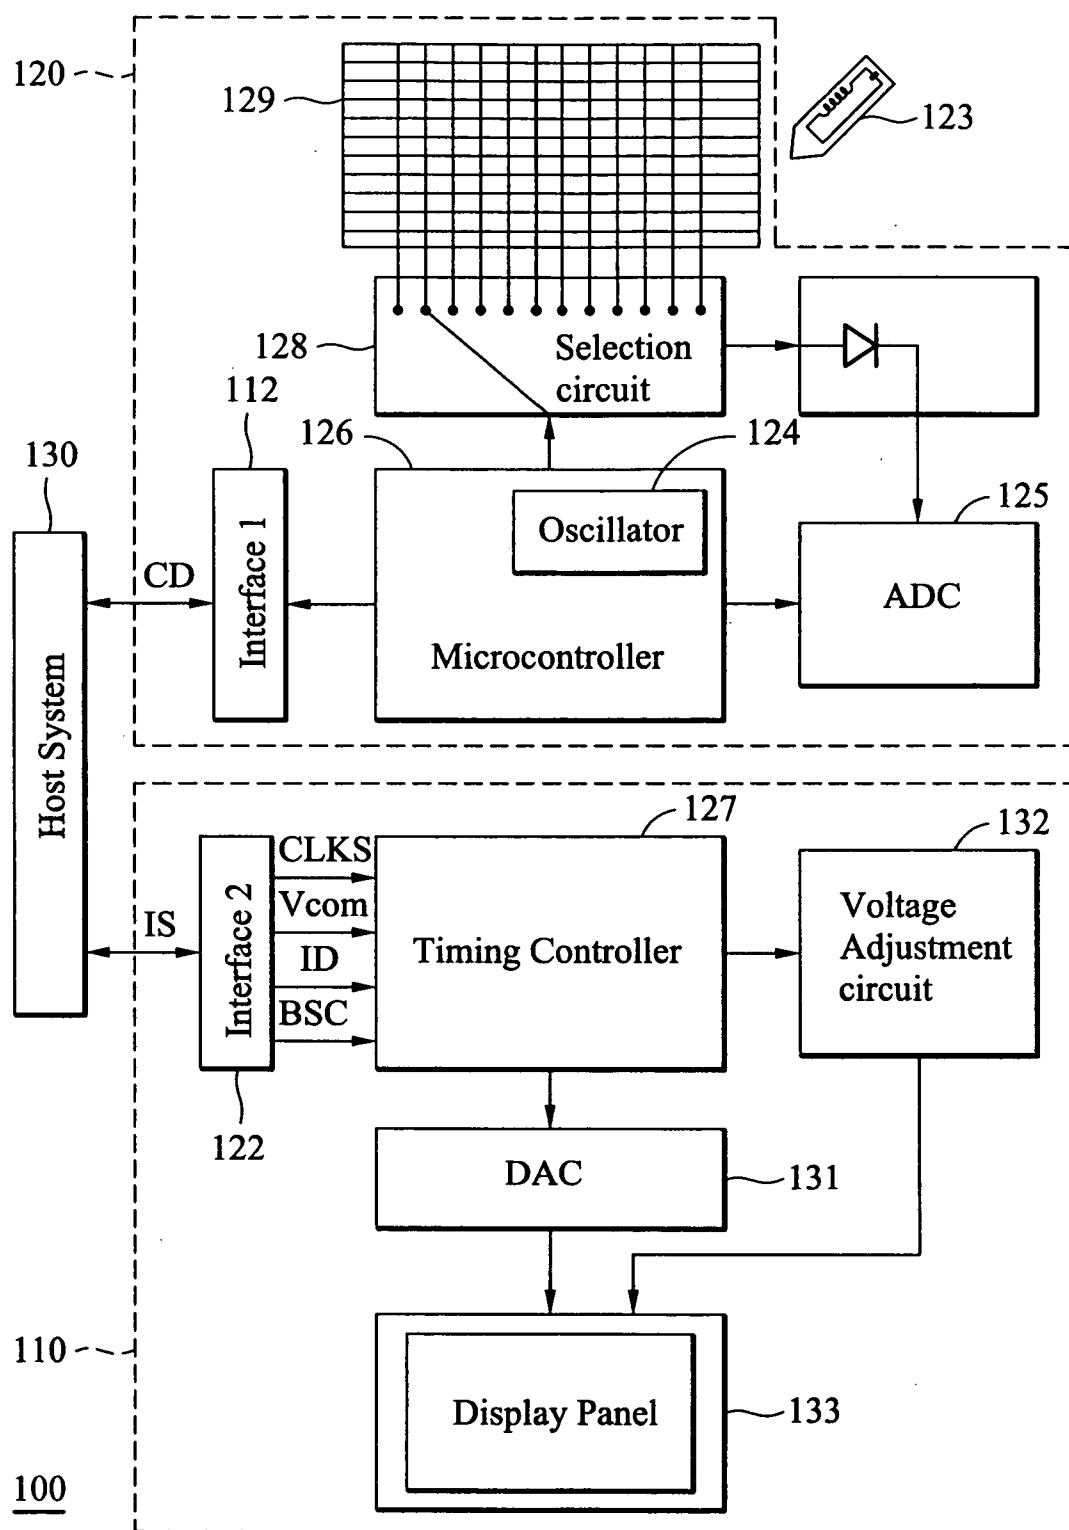 120
129
123
128
Selection
circuit
112
126
124
130
125
Oscillator
CD
Interface 1
ADC
Microcontroller
Host System
127
132
CLKS
Vcom
ID
BSC
IS
Interface 2
Timing Controller
Voltage
Adjustment
circuit
122
DAC
131
110
Display Panel
133
100